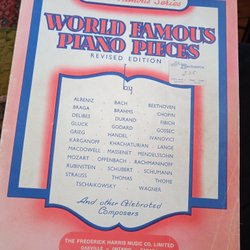 Series
WORLD FAMOUS
PIANO PIECES
REVISED EDITION
by
ALBENIZ BACH BEETHOVEN
BRAGA BRAHMS CHOPIN
DELIBES DURAND FIBICH
GLUCK GODARD GOSSEC
GRIEG HANDEL IVANOVICI
KARGANOFF KHACHATURIAN LANGE
MACDOWELL MASSENET MENDELSSOHN
MOZART OFFENBACH RACHMANINOFF
RUBINSTEIN SCHUBERT SCHUMANN
STRAUSS THOMAS THOME
TSCHAIKOWSKY WAGNER
And other Celebrated
Composers
THE FREDERICK HARRIS MUSIC CO, LIMITED
OAKVILLE - ONTARIO